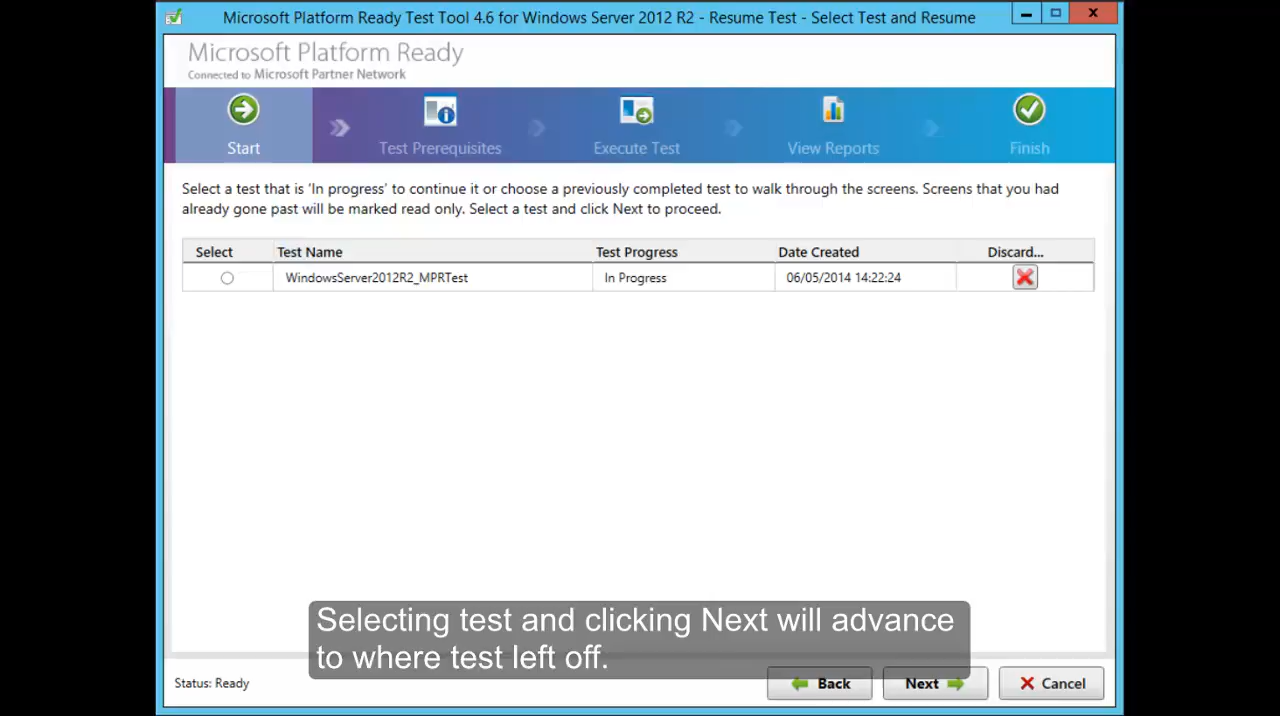 Microsoft Platform Ready Test Tool 4.6 for Windows Server 2012 R2 - Resume Test - Select Test and Resume
Microsoft Platform Ready
Connected to Microsoft Partner Network
Start
Test Prerequisites
Execute Test
View Reports
Finish
Select a test that is 'In progress' to continue it or choose a previously completed test to walk through the screens. Screens that you had
already gone past will be marked read only. Select a test and click Next to proceed.
Select Test Name Test Progress Date Created Discard...
WindowsServer2012R2_MPRTest In Progress 06/05/2014 14:22:24
Selecting test and clicking Next will advance
to where test left off.
Status: Ready
Back
Next
Cancel